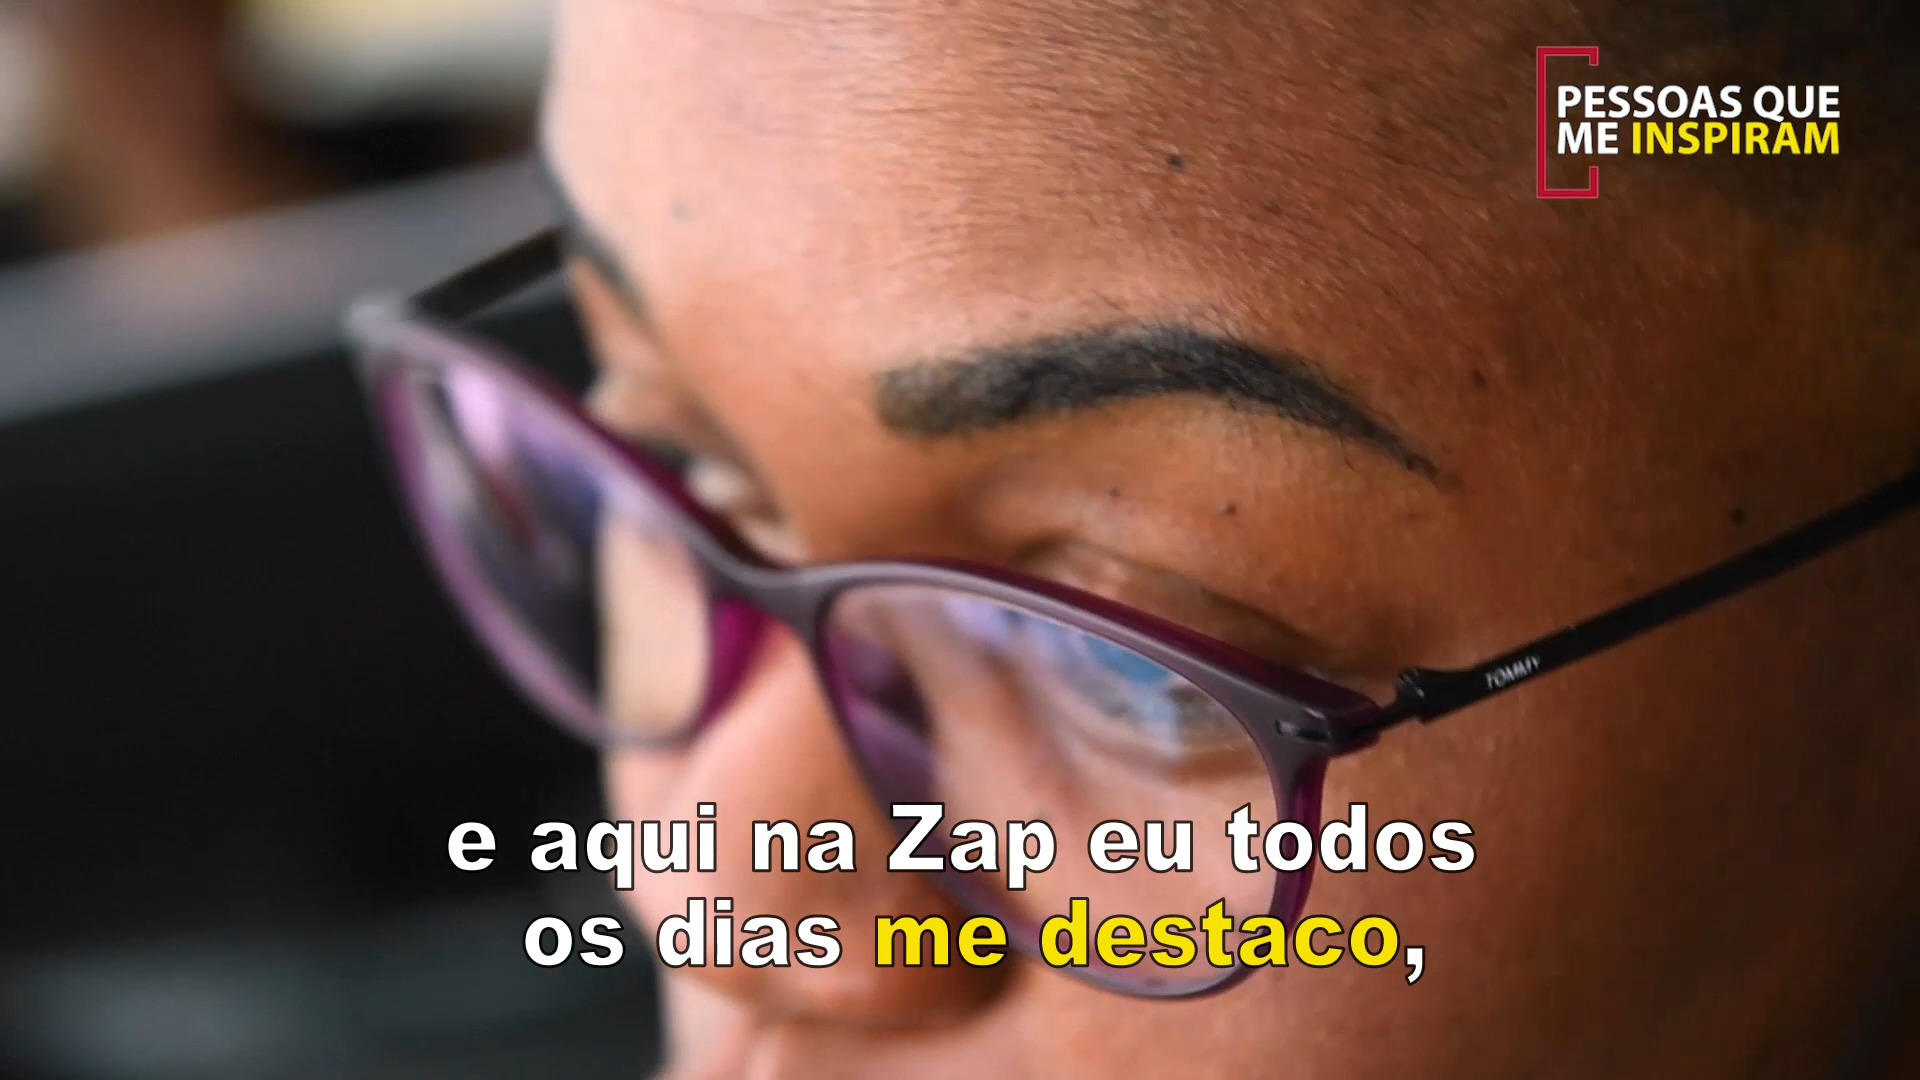 PESSOAS QUE
ME INSPIRAM
TOMMY
e aqui na Zap eu todos
os dias me destaco,